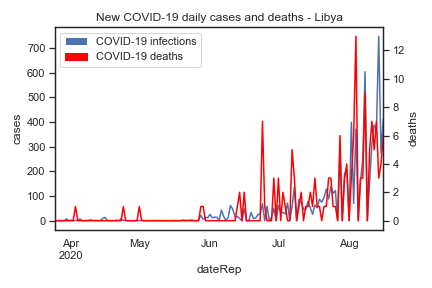 New COVID-19 daily cases and deaths - Libya
COVID-19 infections
COVID-19 deaths
700
600
500
400
300
200
100
0
cases
12
10
8
6
4
2
0
deaths
Apr
2020
May
Jun
Jul
Aug
dateRep